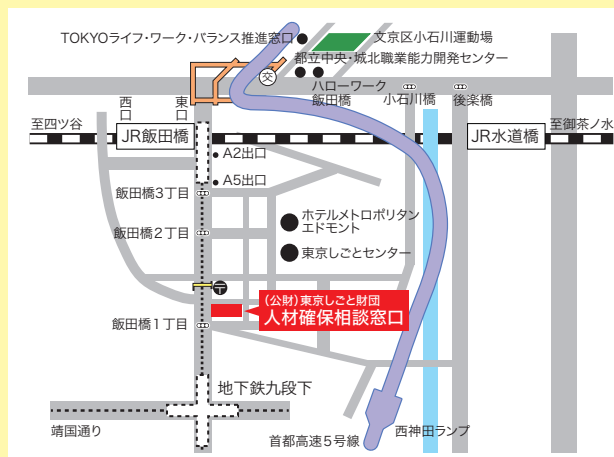 TOKYOライフ・ワーク・バランス推進窓口
文京区小石川運動場
都立中央・城北職業能力開発センター
交
ハローワーク
飯田橋
小石川橋
後楽橋
西口
東口
至四ツ谷
JR飯田橋
JR水道橋
至御茶ノ水
A2出口
A5出口
飯田橋3丁目
ホテルメトロポリタン
エドモント
飯田橋2丁目
東京しごとセンター
〒
(公財)東京しごと財団
人材確保相談窓口
飯田橋1丁目
地下鉄九段下
靖国通り
西神田ランプ
首都高速5号線